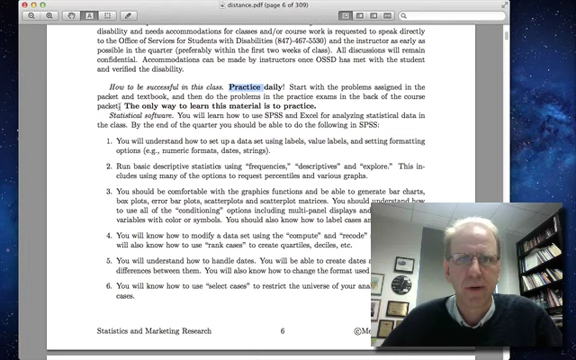 distance.pdf (page 6 of 309)
disability and needs accommodations for classes and/or course work is requested to speak directly
to the Office of Services for Students with Disabilities (847)-467-5530) and the instructor as early as
possible in the quarter (preferably within the first two weeks of class). All discussions will remain
confidential. Accommodations can be made by instructors once OSSD has met with the student
and verified the disability.
How to be successful in this class. Practice daily! Start with the problems assigned in the
packet and textbook, and then do the problems in the practice exams in the back of the course
packet. The only way to learn this material is to practice.
Statistical software. You will learn how to use SPSS and Excel for analyzing statistical data in
the class. By the end of the quarter you should be able to do the following in SPSS:
1. You will understand how to set up a data set using labels, value labels, and setting formatting
options (e.g., numeric formats, dates, strings).
2. Run basic descriptive statistics using "frequencies," "descriptives" and "explore." This in-
cludes using many of the options to request percentiles and various graphs.
3. You should be comfortable with the graphics functions and be able to generate bar charts,
box plots, error bar plots, scatterplots and scatterplot matrices. You should understand how
to use all of the "conditioning" options including multi-panel displays and
variables with color or symbols. You should also know how to label cases and
4. You will know how to modify a data set using the "compute" and "recode"
will also know how to use "rank cases" to create quartiles, deciles, etc.
5. You will understand how to handle dates. You will be able to create dates
differences between them. You will also know how to change the format used
6. You will know how to use "select cases" to restrict the universe of your
cases.
Statistics and Marketing Research 6